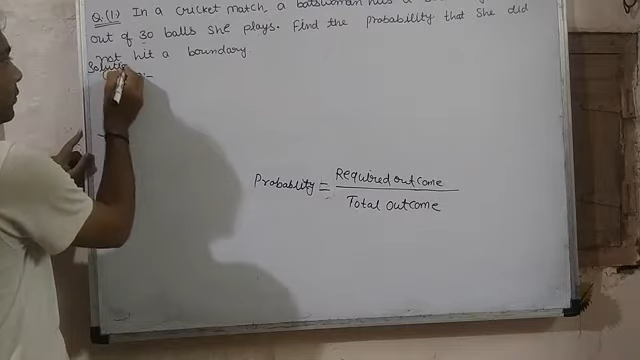 Q.(1) In a cricket match, a batswoman hits a
out of 30 balls she plays. Find the probability that she did
not hit a boundary
Probablity = Required outcome
Total outcome